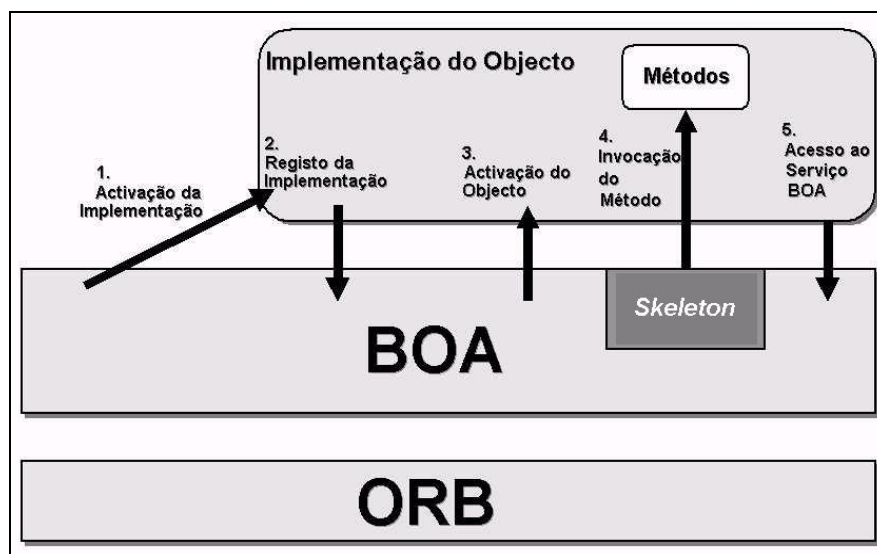 Implementação do Objecto
Métodos
1.
Activação da
Implementação
2.
Registo da
Implementação
3.
Activação do
Objecto
4.
Invocação
do
Método
5.
Acesso ao
Serviço
BOA
Skeleton
BOA
ORB